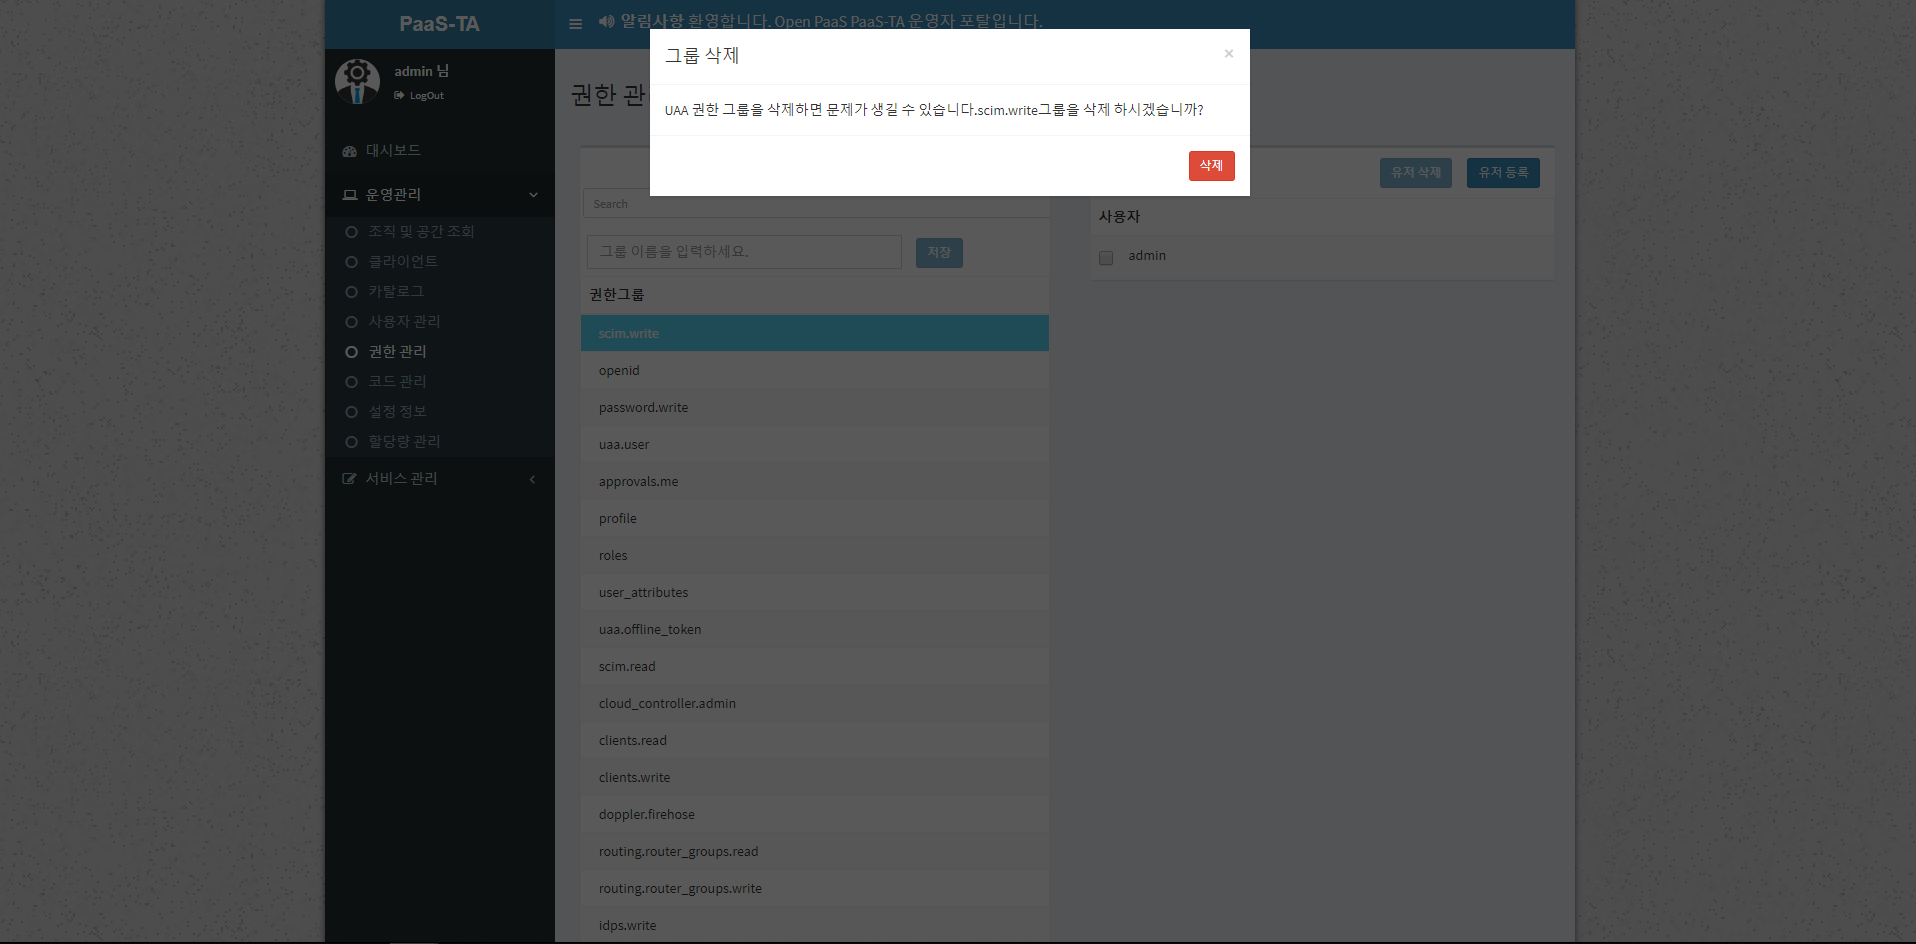 PaaS-TA
알림사항 환영합니다. Open PaaS PaaS-TA 운영자 포탈입니다.
admin 님
LogOut
대시보드
운영관리
조직 및 공간 조회
클라이언트
카탈로그
사용자 관리
권한 관리
코드 관리
설정 정보
할당량 관리
서비스 관리
그룹 삭제
×
UAA 권한 그룹을 삭제하면 문제가 생길 수 있습니다.scim.write그룹을 삭제 하시겠습니까?
삭제
권한 관
유저 삭제
유저 등록
Search
그룹 이름을 입력하세요.
저장
권한그룹
scim.write
openid
password.write
uaa.user
approvals.me
profile
roles
user_attributes
uaa.offline_token
scim.read
cloud_controller.admin
clients.read
clients.write
doppler.firehose
routing.router_groups.read
routing.router_groups.write
idps.write
사용자
admin